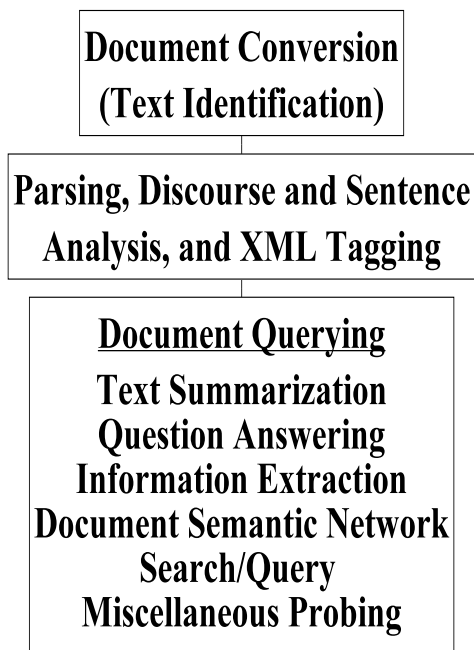 Document Conversion
(Text Identification)
Parsing, Discourse and Sentence
Analysis, and XML Tagging
Document Querying
Text Summarization
Question Answering
Information Extraction
Document Semantic Network
Search/Query
Miscellaneous Probing